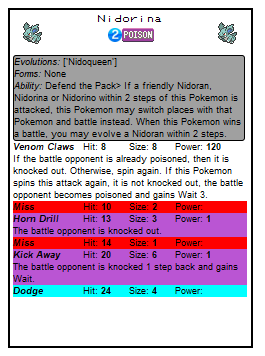 Nidorina
2 POISON
Evolutions: ['Nidoqueen']
Forms: None
Ability: Defend the Pack> If a friendly Nidoran,
Nidorina or Nidorino within 2 steps of this Pokemon is
attacked, this Pokemon may switch places with that
Pokemon and battle instead. When this Pokemon wins
a battle, you may evolve a Nidoran within 2 steps.
Venom Claws Hit: 8 Size: 8 Power: 120
If the battle opponent is already poisoned, then it is
knocked out. Otherwise, spin again. If this Pokemon
spins this attack again, it is not knocked out, the battle
opponent becomes poisoned and gains Wait 3.
Miss Hit: 10 Size: 2 Power:
Horn Drill Hit: 13 Size: 3 Power: 1
The battle opponent is knocked out.
Miss Hit: 14 Size: 1 Power:
Kick Away Hit: 20 Size: 6 Power: 1
The battle opponent is knocked 1 step back and gains
Wait.
Dodge Hit: 24 Size: 4 Power: